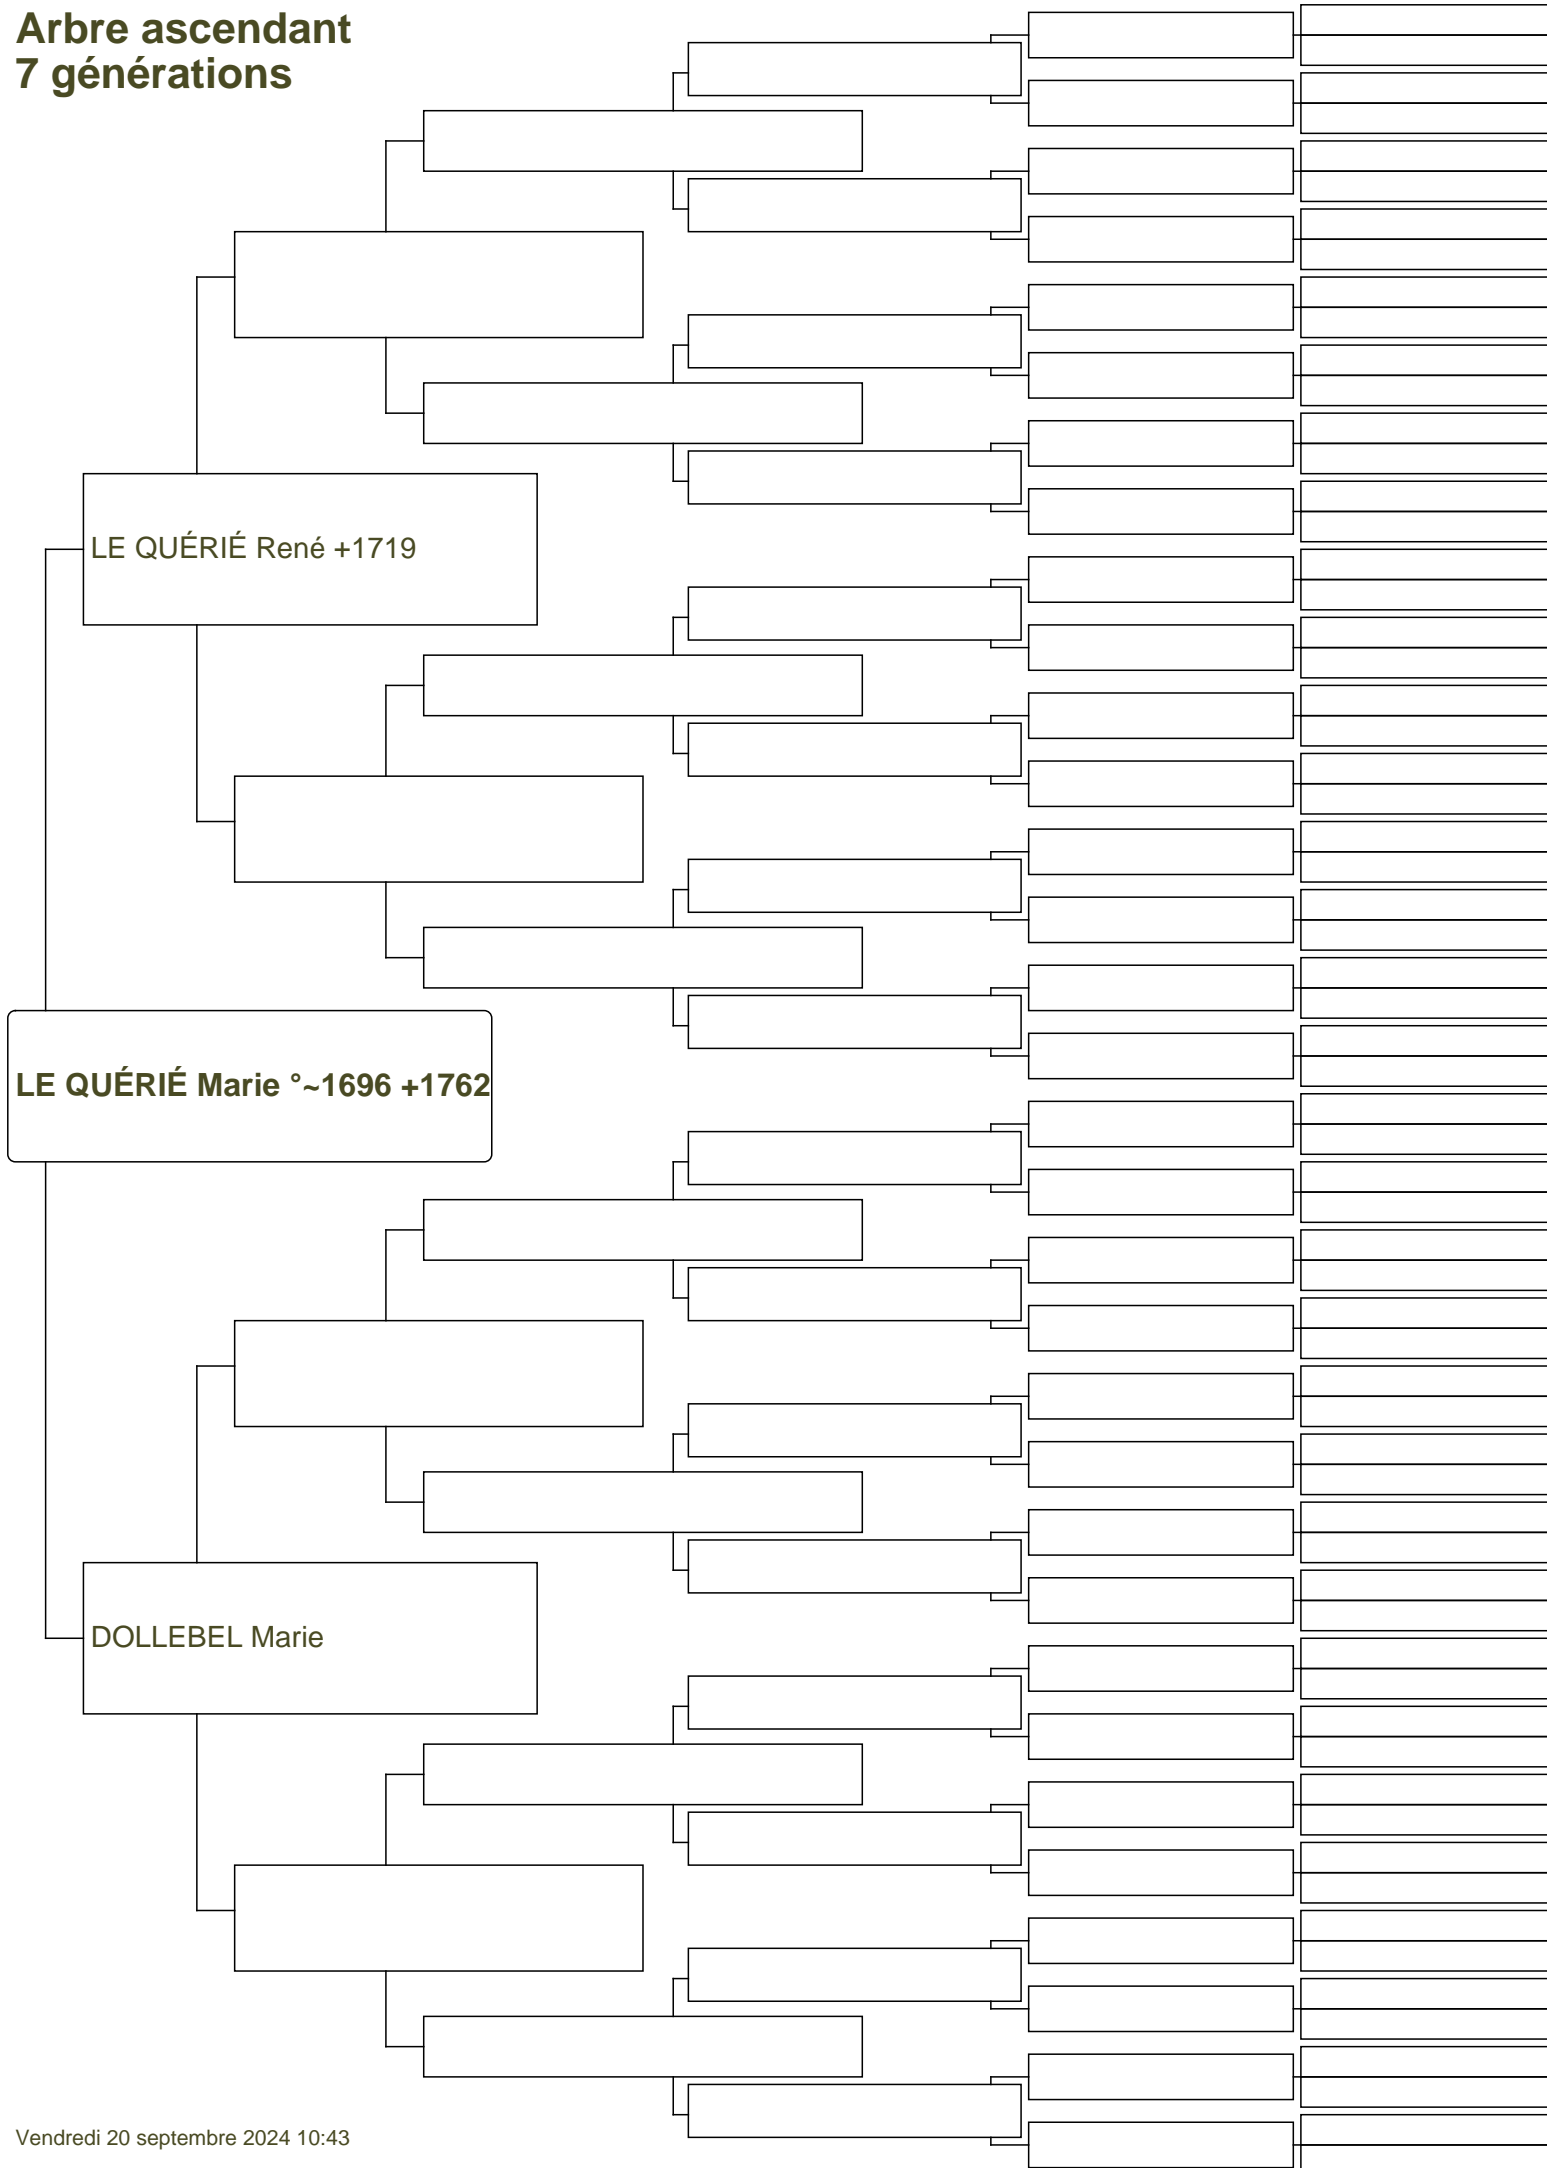 Arbre ascendant
7 générations
LE QUÉRIÉ René +1719
LE QUÉRIÉ Marie °~1696 +1762
DOLLEBEL Marie
Vendredi 20 septembre 2024 10:43